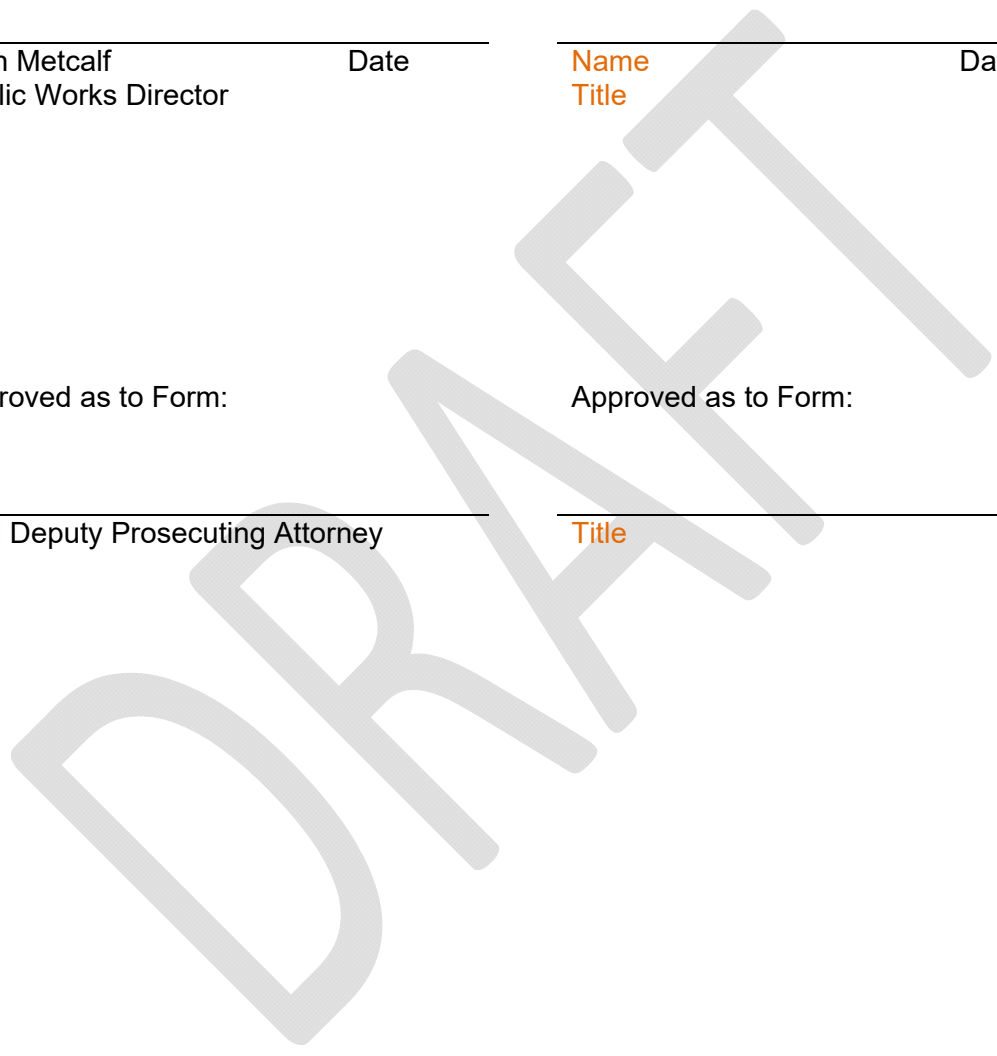 n Metcalf Date Name Da
lic Works Director Title
roved as to Form: Approved as to Form:
Deputy Prosecuting Attorney Title
DRAFT